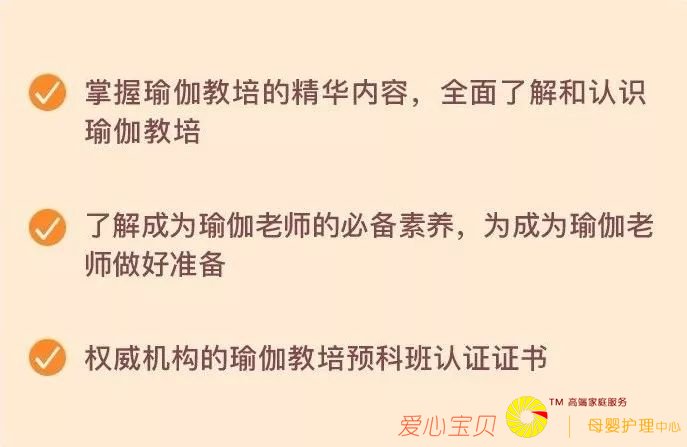 掌握瑜伽教培的精华内容，全面了解和认识
瑜伽教培
了解成为瑜伽老师的必备素养，为成为瑜伽老
师做好准备
权威机构的瑜伽教培预科班认证证书
TM 高端家庭服务
爱心宝贝 | 母婴护理中心